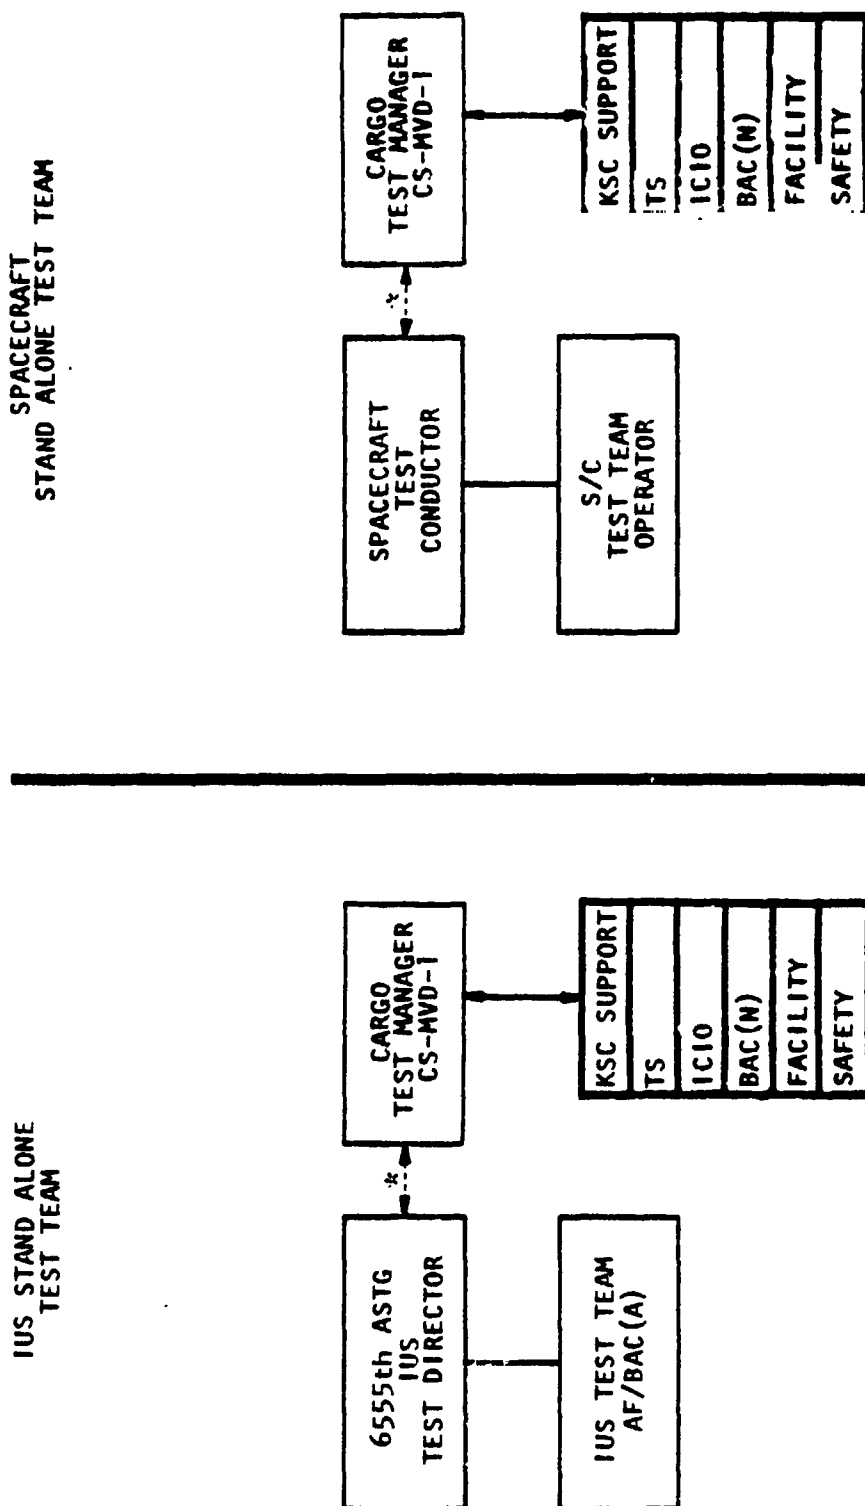 IUS STAND ALONE
TEST TEAM
6555th ASTG
IUS
TEST DIRECTOR
*
CARGO
TEST MANAGER
CS-MVD-1
IUS TEST TEAM
AF/BAC(A)
KSC SUPPORT
TS
ICIO
BAC(N)
FACILITY
SAFETY
SPACECRAFT
STAND ALONE TEST TEAM
SPACECRAFT
TEST
CONDUCTOR
*
CARGO
TEST MANAGER
CS-MVD-1
S/C
TEST TEAM
OPERATOR
KSC SUPPORT
TS
ICIO
BAC(N)
FACILITY
SAFETY